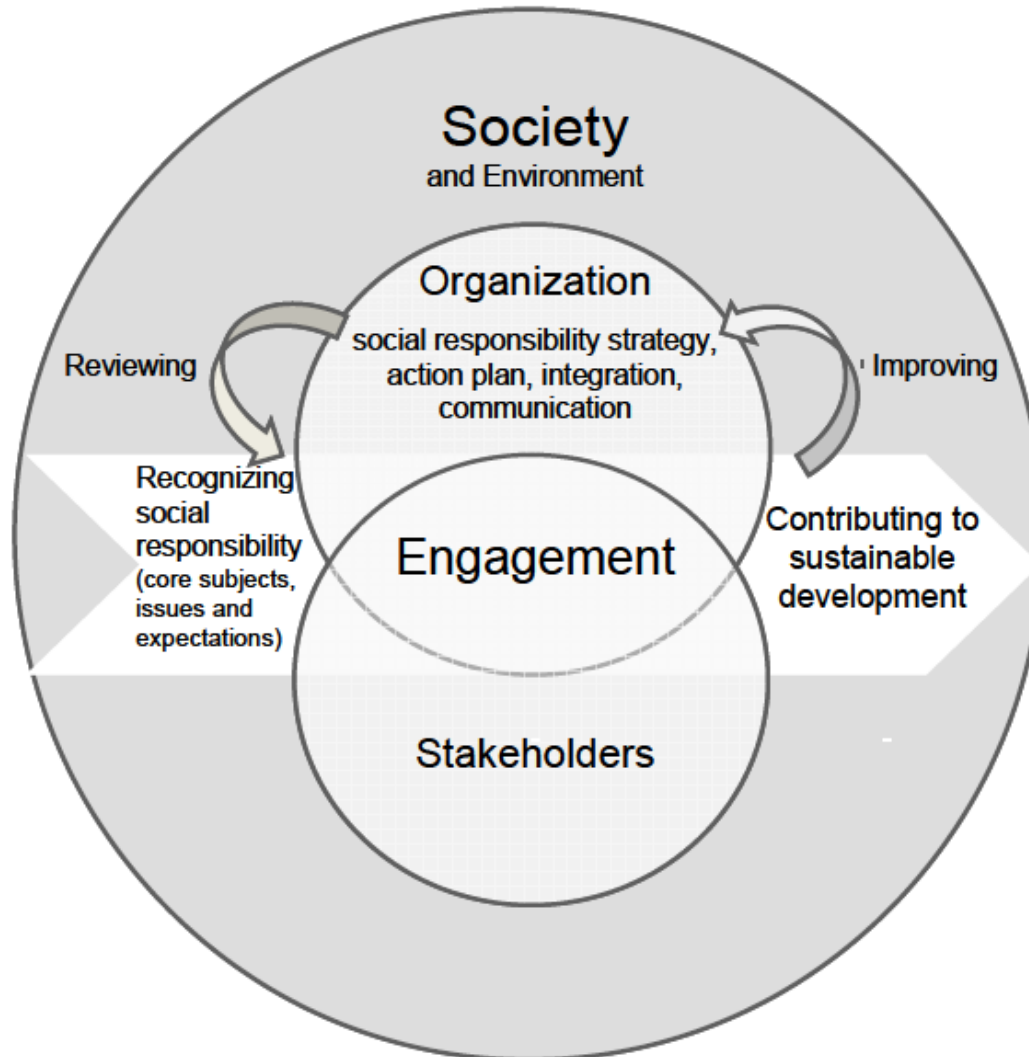 Society
and Environment
Organization
social responsibility strategy,
action plan, integration,
communication
Reviewing
Improving
Recognizing
social
responsibility
(core subjects,
issues and
expectations)
Engagement
Contributing to
sustainable
development
Stakeholders